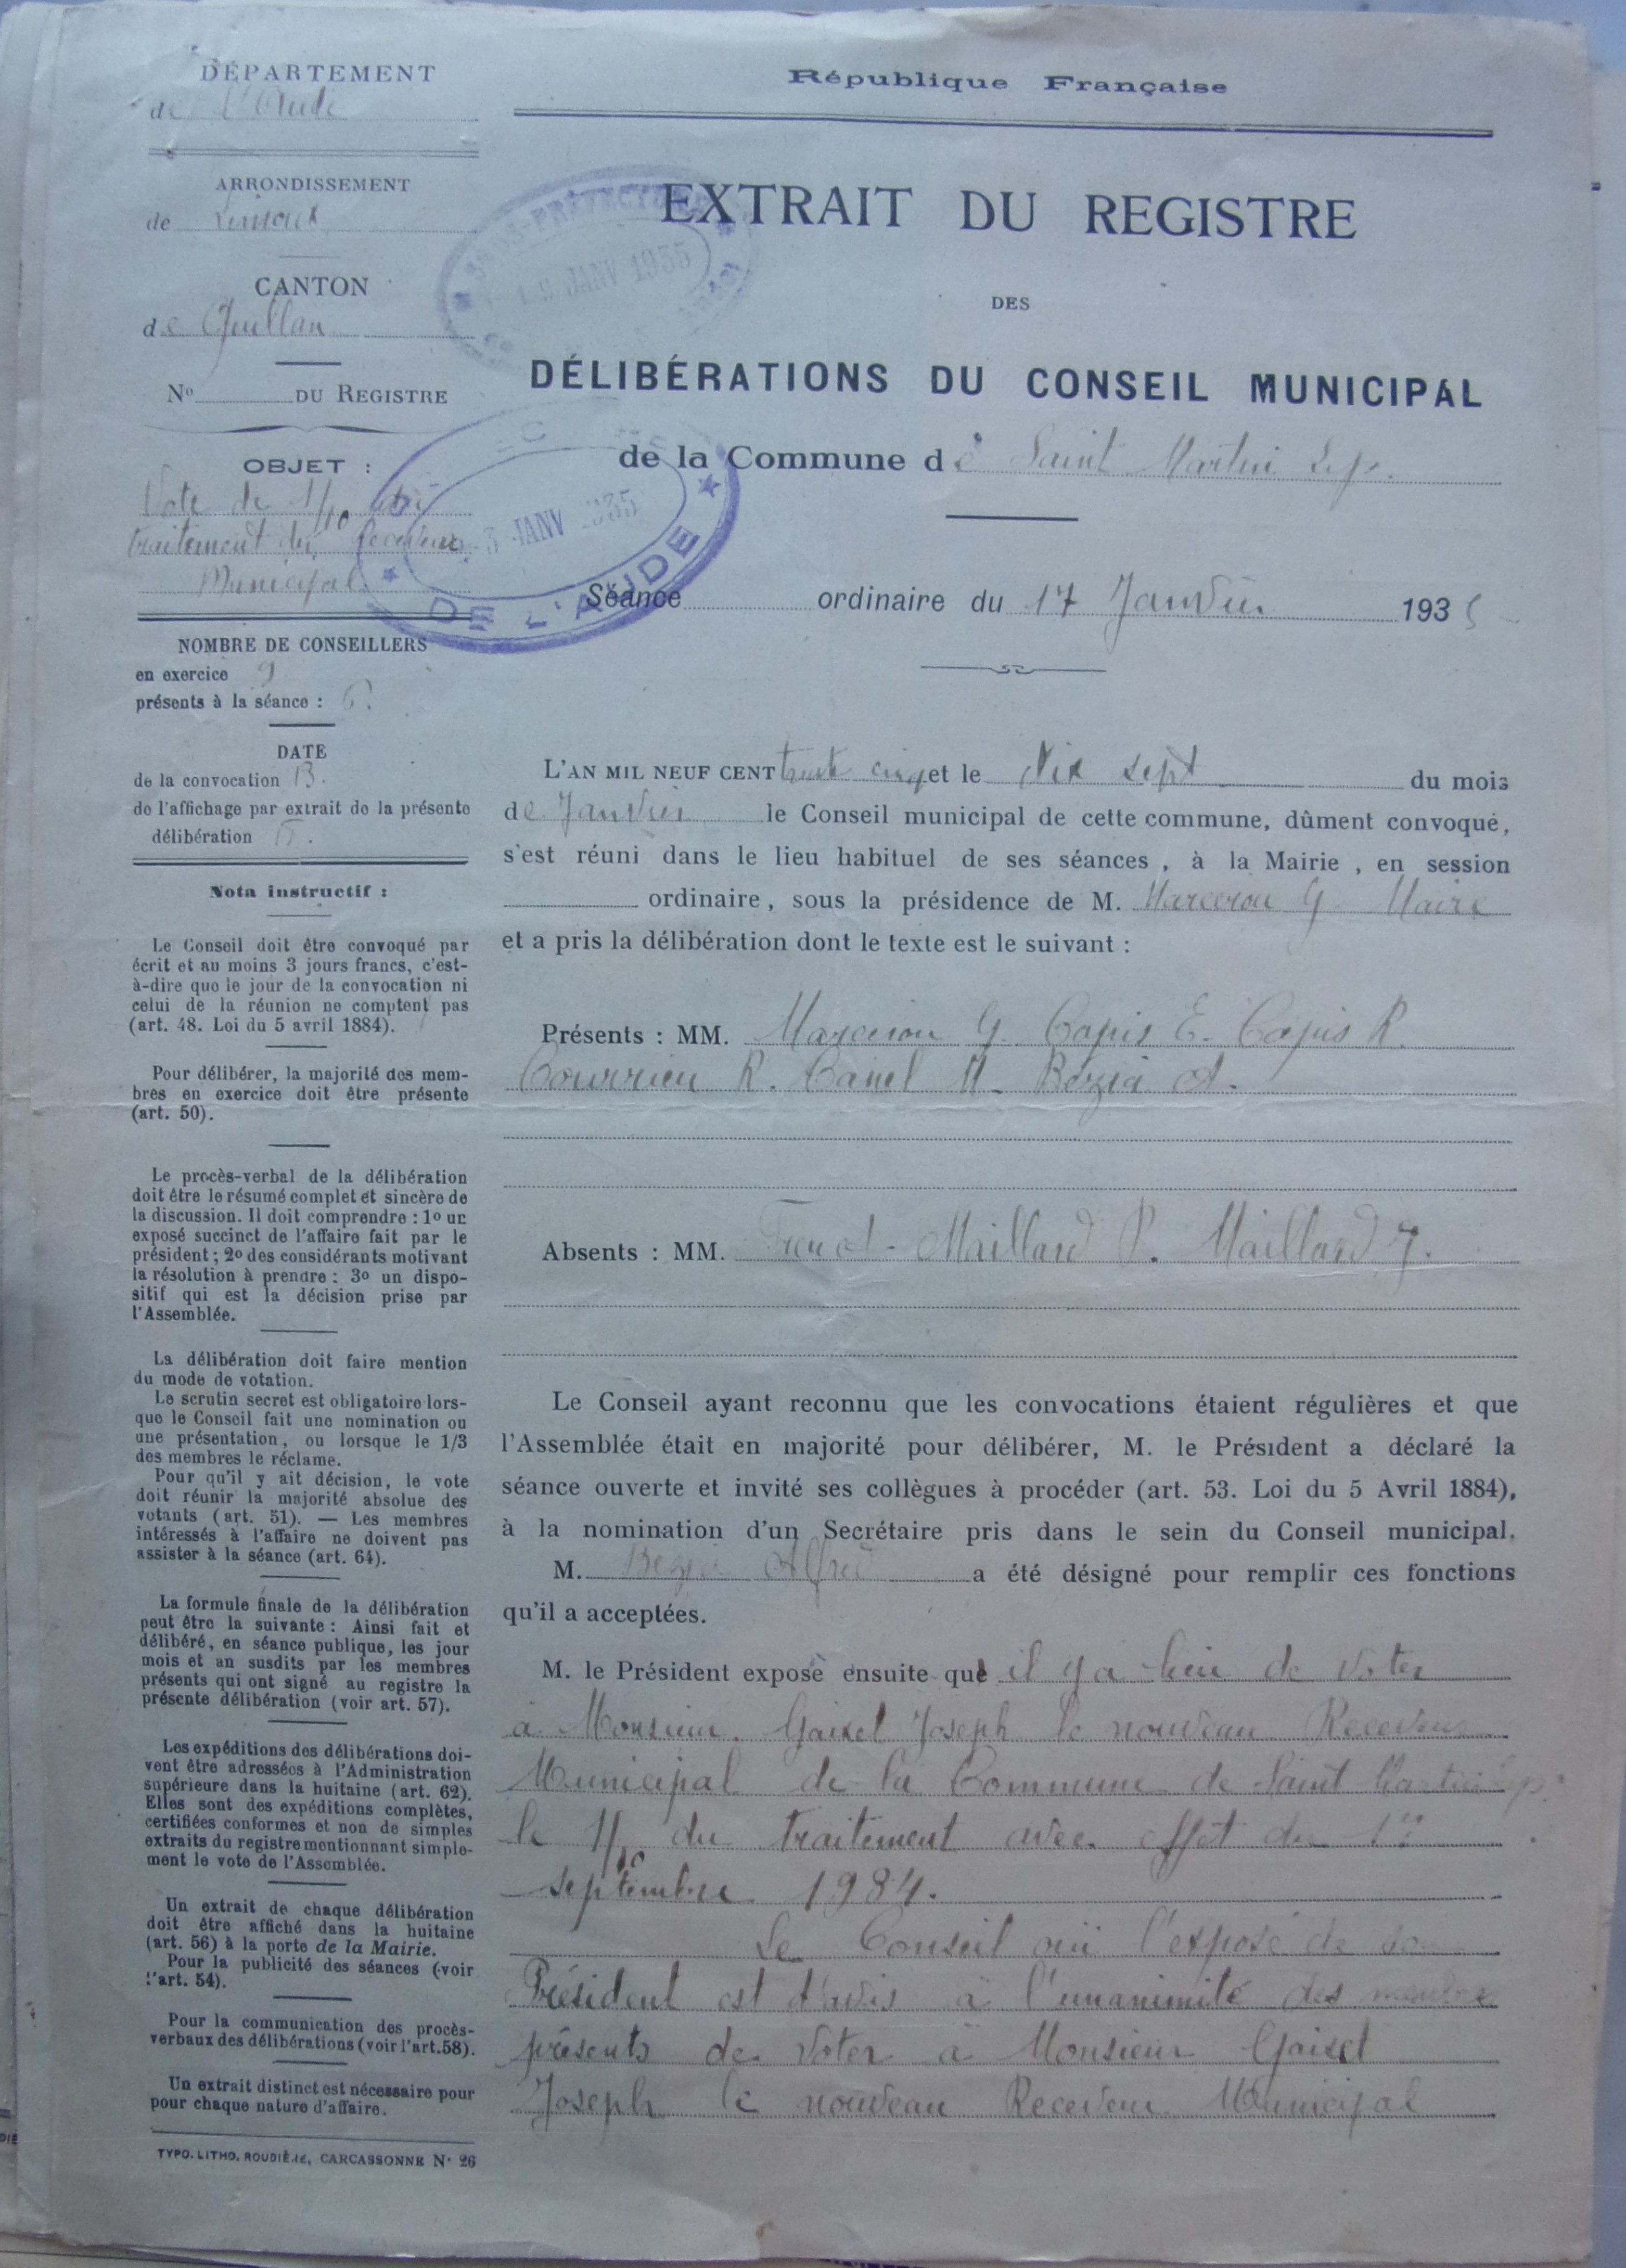 DÉPARTEMENT
de l'Aude
ARRONDISSEMENT
de Limoux
CANTON
de Quillan
No DU REGISTRE
OBJET :
Vote de 1/10 du
traitement du Receveur
Municipal
NOMBRE DE CONSEILLERS
en exercice 9
présents à la séance : 6.
DATE
de la convocation 13.
de l'affichage par extrait de la présente
délibération
Nota instructif :
Le Conseil doit être convoqué par
écrit et au moins 3 jours francs, c'est-
à-dire que le jour de la convocation ni
celui de la réunion ne comptent pas
(art. 48. Loi du 5 avril 1884).
Pour délibérer, la majorité des mem-
bres en exercice doit être présente
(art. 50).
Le procès-verbal de la délibération
doit être le résumé complet et sincère de
la discussion. Il doit comprendre : 1o un
exposé succinct de l'affaire fait par le
président ; 2o des considérants motivant
la résolution à prendre : 3o un dispo-
sitif qui est la décision prise par
l'Assemblée.
La délibération doit faire mention
du mode de votation.
Le scrutin secret est obligatoire lors-
que le Conseil fait une nomination ou
une présentation, ou lorsque le 1/3
des membres le réclame.
Pour qu'il y ait décision, le vote
doit réunir la majorité absolue des
votants (art. 51). — Les membres
intéressés à l'affaire ne doivent pas
assister à la séance (art. 64).
La formule finale de la délibération
peut être la suivante : Ainsi fait et
délibéré, en séance publique, les jour
mois et an susdits par les membres
présents qui ont signé au registre la
présente délibération (voir art. 57).
Les expéditions des délibérations doi-
vent être adressées à l'Administration
supérieure dans la huitaine (art. 62).
Elles sont des expéditions complètes,
certifiées conformes et non de simples
extraits du registre mentionnant simple-
ment le vote de l'Assemblée.
Un extrait de chaque délibération
doit être affiché dans la huitaine
(art. 56) à la porte de la Mairie.
Pour la publicité des séances (voir
l'art. 54).
Pour la communication des procès-
verbaux des délibérations (voir l'art. 58).
Un extrait distinct est nécessaire pour
pour chaque nature d'affaire.
TYPO. LITHO. ROUDIÈRE, CARCASSONNE No 26
République Française
SOUS-PRÉFECTURE
19 JANV 1935
EXTRAIT DU REGISTRE
DES
DÉLIBÉRATIONS DU CONSEIL MUNICIPAL
de la Commune de Saint Martin Lys.
JANV 1935
DE L'AUDE
Séance ordinaire du 17 Janvier 1935
L'AN MIL NEUF CENT trente cinq et le Dix sept du mois
de Janvier le Conseil municipal de cette commune, dûment convoqué,
s'est réuni dans le lieu habituel de ses séances, à la Mairie, en session
ordinaire, sous la présidence de M. Marcerou G. Maire
et a pris la délibération dont le texte est le suivant :
Présents : MM. Marcerou G. Capis E. Capis R.
Courrieu R. Canel M. Bézia A.
Absents : MM. A. Maillard P. Maillard J.
Le Conseil ayant reconnu que les convocations étaient régulières et que
l'Assemblée était en majorité pour délibérer, M. le Président a déclaré la
séance ouverte et invité ses collègues à procéder (art. 53. Loi du 5 Avril 1884),
à la nomination d'un Secrétaire pris dans le sein du Conseil municipal.
M. Bézia Alfred a été désigné pour remplir ces fonctions
qu'il a acceptées.
M. le Président expose ensuite que il y a lieu de voter
à Monsieur Gaixet Joseph le nouveau Receveur
Municipal de la Commune de Saint Martin Lys
le 1/10 du traitement avec effet du 1er
septembre 1934.
Le Conseil ouï l'exposé de son
Président est d'avis à l'unanimité des membres
présents de voter à Monsieur Gaixet
Joseph le nouveau Receveur Municipal